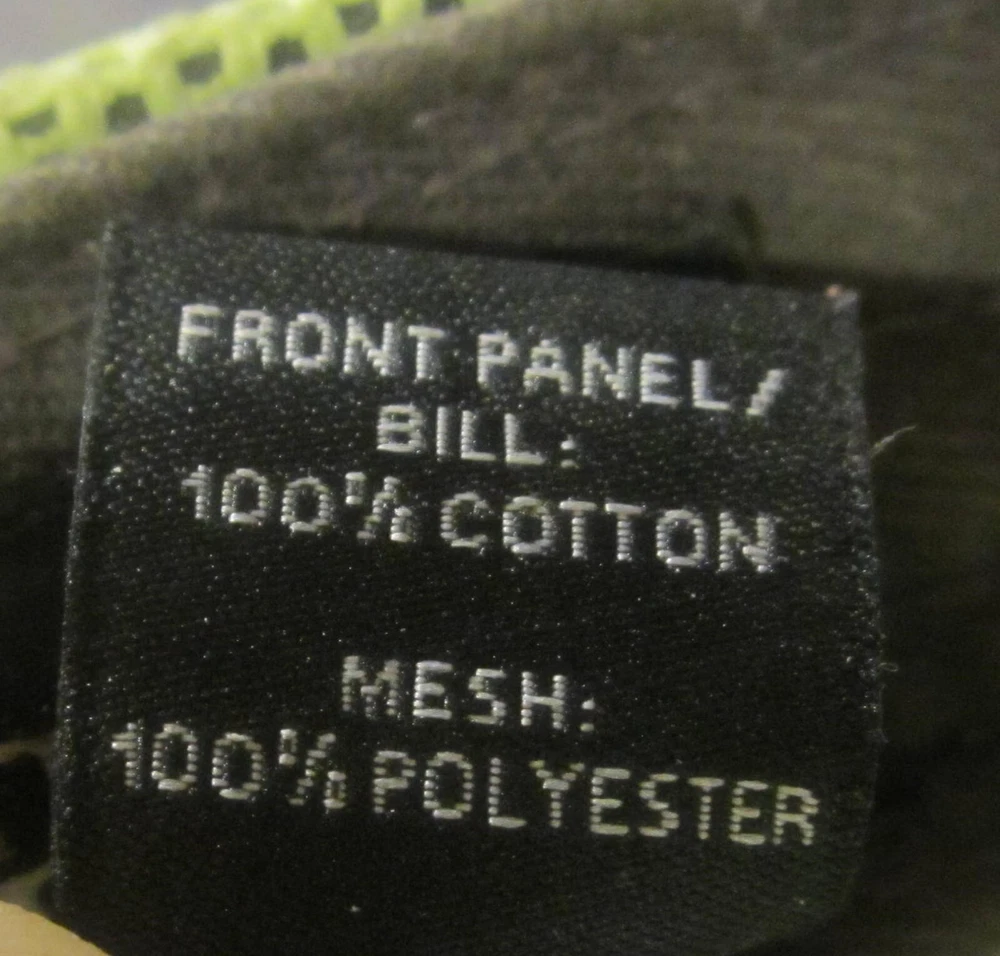 FRONT PANEL/
BILL:
100% COTTON
MESH:
100% POLYESTER